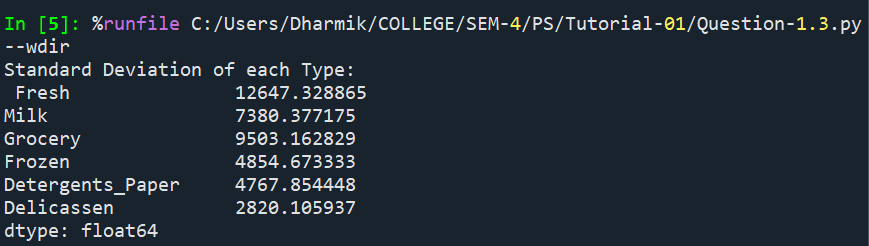 In [5]: %runfile C:/Users/Dharmik/COLLEGE/SEM-4/PS/Tutorial-01/Question-1.3.py
--wdir
Standard Deviation of each Type:
 Fresh               12647.328865
Milk                 7380.377175
Grocery              9503.162829
Frozen               4854.673333
Detergents_Paper     4767.854448
Delicassen           2820.105937
dtype: float64